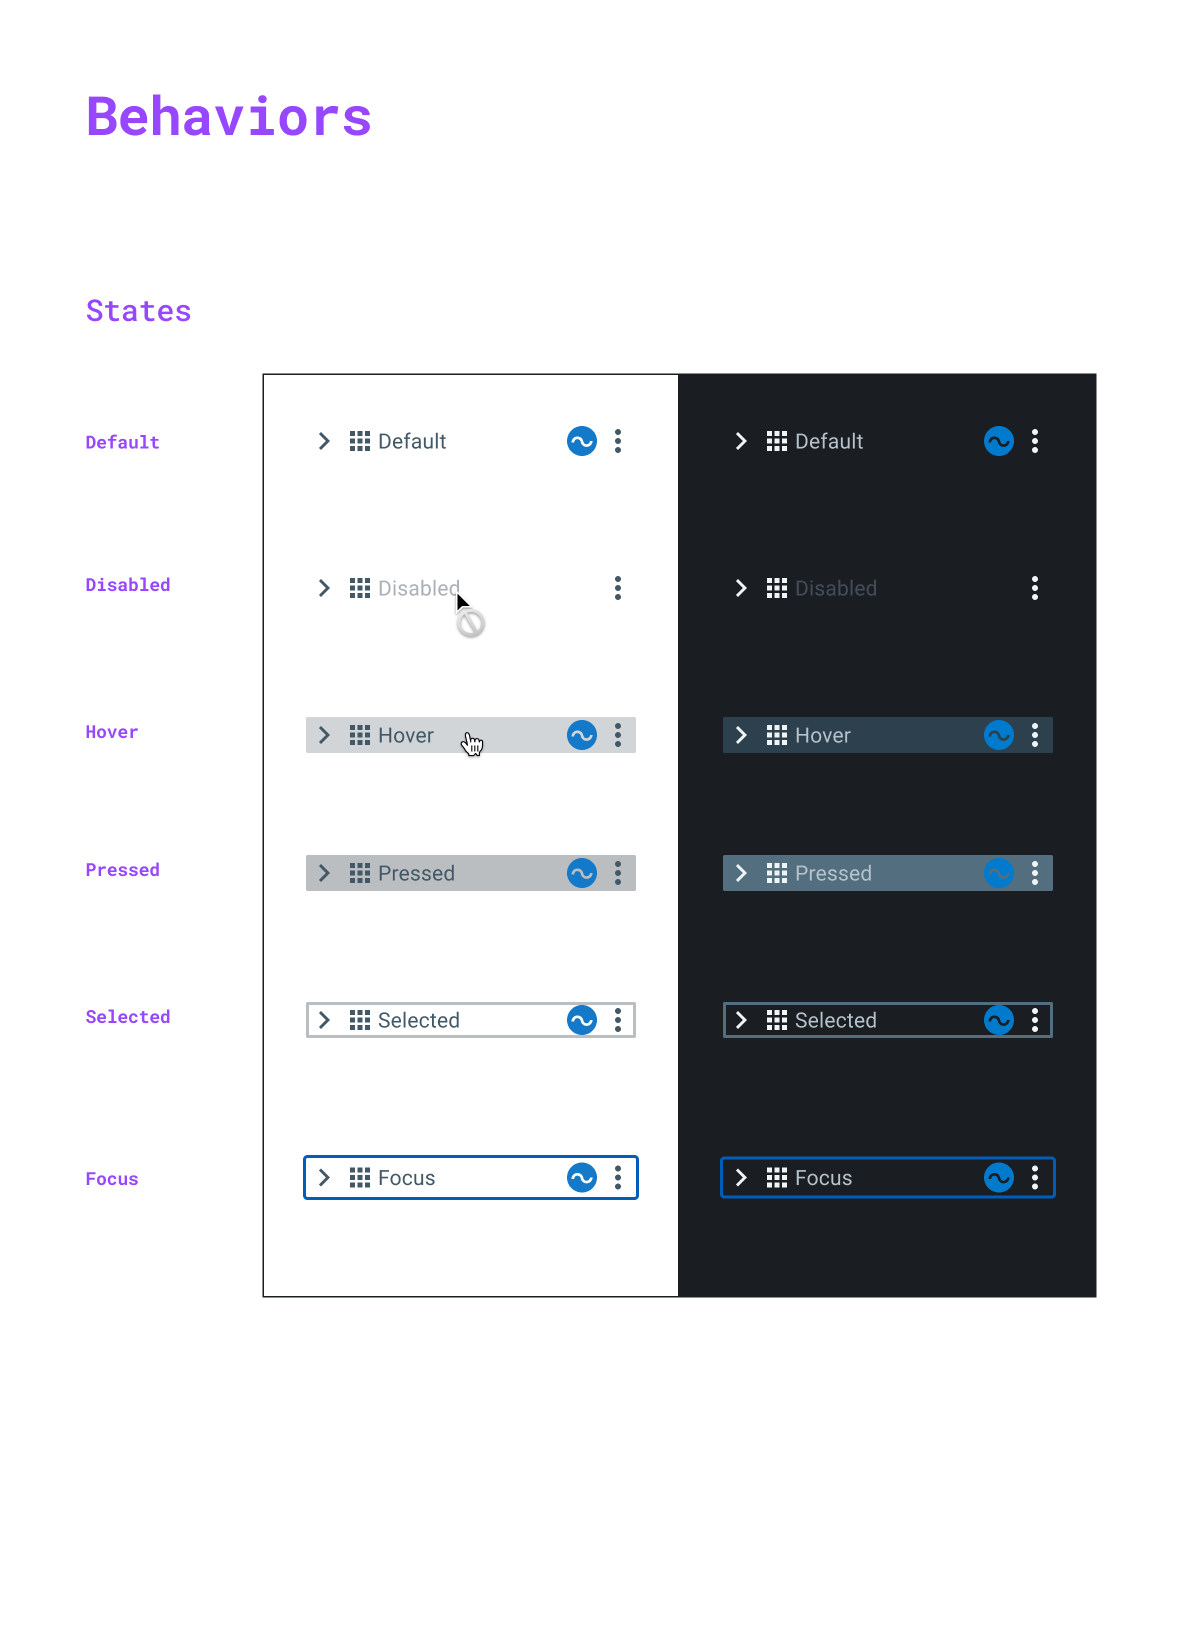 Behaviors
States
Default
Default
Default
Disabled
Disabled
Disabled
Hover
Hover
Hover
Pressed
Pressed
Pressed
Selected
Selected
Selected
Focus
Focus
Focus